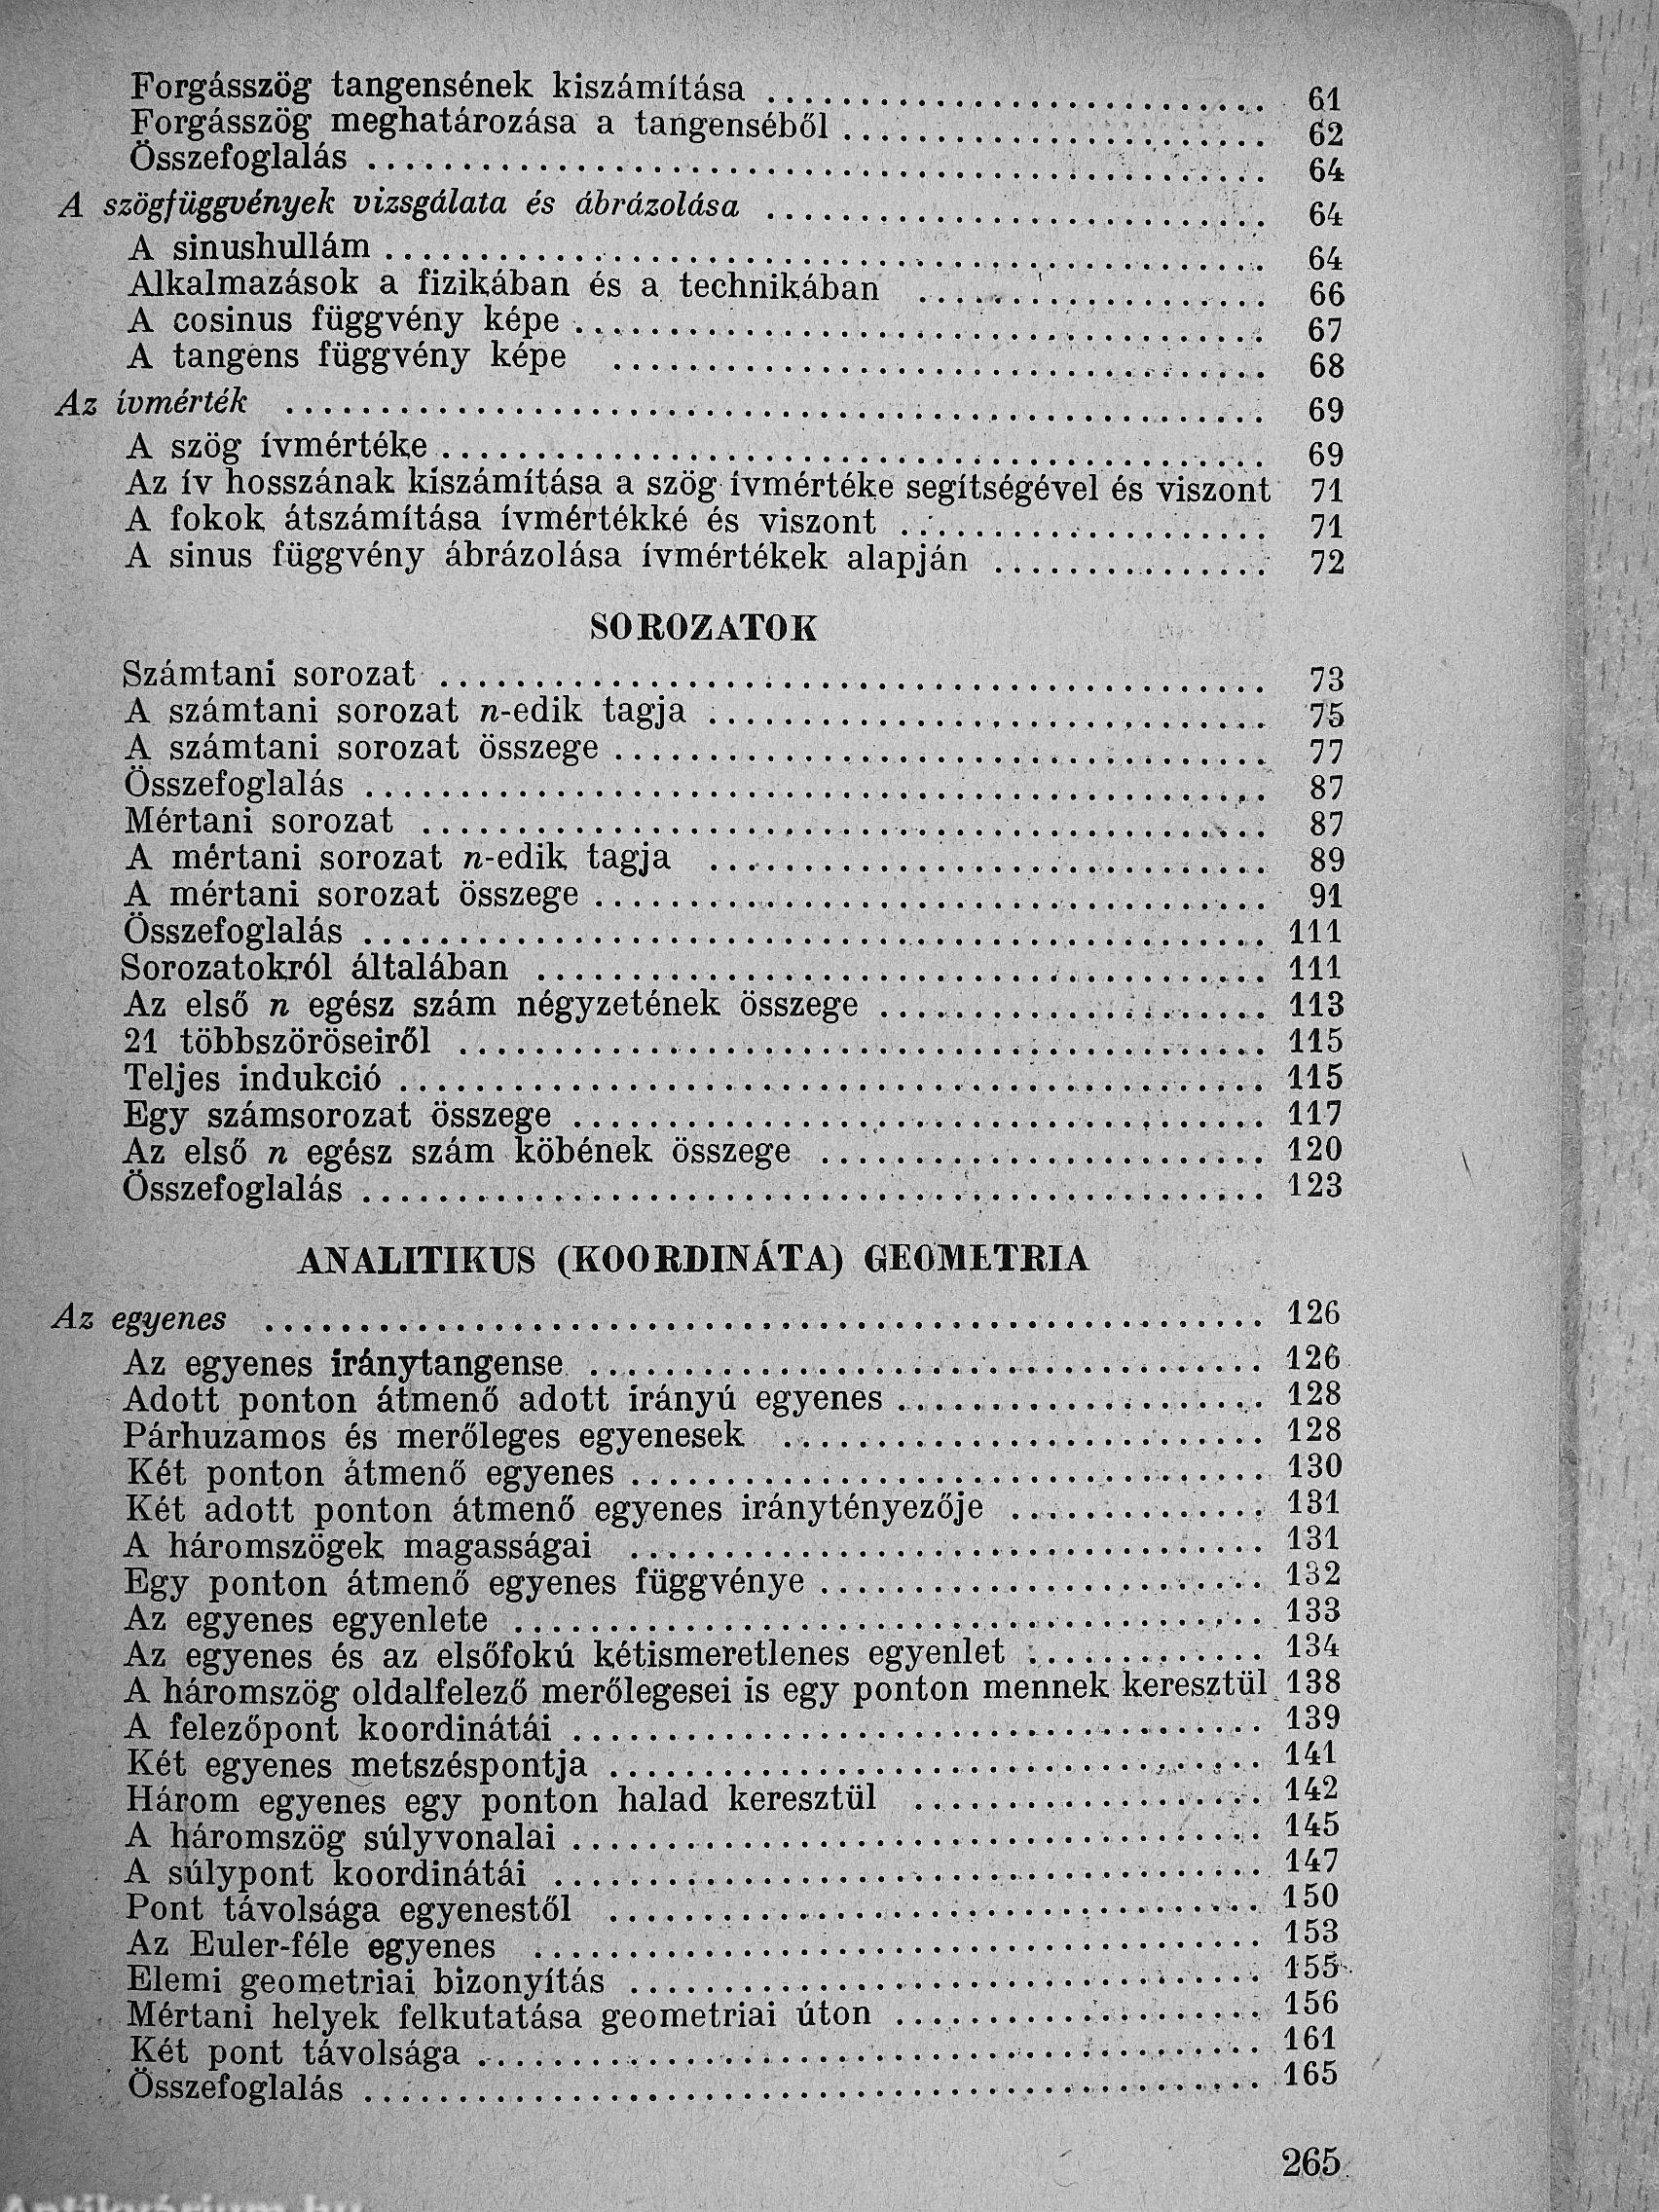 Forgásszög tangensének kiszámítása .......................... 61
Forgásszög meghatározása a tangenséből ...................... 62
Összefoglalás ............................................... 64
A szögfüggvények vizsgálata és ábrázolása .......................... 64
A sinushullám ............................................... 64
Alkalmazások a fizikában és a technikában ................... 66
A cosinus függvény képe ..................................... 67
A tangens függvény képe ................................... 68
Az ívmérték .................................................... 69
A szög ívmértéke ............................................ 69
Az ív hosszának kiszámítása a szög ívmértéke segítségével és viszont 71
A fokok átszámítása ívmértékké és viszont .................... 71
A sinus függvény ábrázolása ívmértékek alapján ............... 72
SOROZATOK
Számtani sorozat ............................................ 73
A számtani sorozat n-edik tagja .............................. 75
A számtani sorozat összege ................................... 77
Összefoglalás ............................................... 87
Mértani sorozat ............................................. 87
A mértani sorozat n-edik tagja .............................. 89
A mértani sorozat összege .................................... 91
Összefoglalás ............................................... 111
Sorozatokról általában ....................................... 111
Az első n egész szám négyzetének összege ..................... 113
21 többszöröseiről ........................................... 115
Teljes indukció .............................................. 115
Egy számsorozat összege ..................................... 117
Az első n egész szám köbének összege ........................ 120
Összefoglalás ............................................... 123
ANALITIKUS (KOORDINÁTA) GEOMETRIA
Az egyenes ..................................................... 126
Az egyenes iránytangense .................................... 126
Adott ponton átmenő adott irányú egyenes .................... 128
Párhuzamos és merőleges egyenesek .......................... 128
Két ponton átmenő egyenes ................................... 130
Két adott ponton átmenő egyenes iránytényezője .............. 131
A háromszögek magasságai .................................. 131
Egy ponton átmenő egyenes függvénye ........................ 132
Az egyenes egyenlete ........................................ 133
Az egyenes és az elsőfokú kétismeretlenes egyenlet ............. 134
A háromszög oldalfelező merőlegesei is egy ponton mennek keresztül 138
A felezőpont koordinátái ..................................... 139
Két egyenes metszéspontja ................................... 141
Három egyenes egy ponton halad keresztül ................... 142
A háromszög súlyvonalai ..................................... 145
A súlypont koordinátái ...................................... 147
Pont távolsága egyenestől ................................... 150
Az Euler-féle egyenes ....................................... 153
Elemi geometriai bizonyítás .................................. 155
Mértani helyek felkutatása geometriai úton .................... 156
Két pont távolsága .......................................... 161
Összefoglalás ............................................... 165
265
Antikvárium.hu